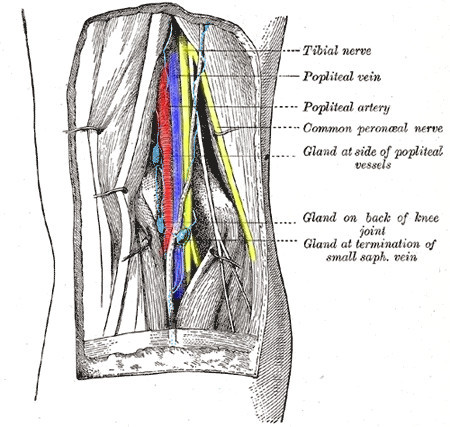 Tibial nerve
Popliteal vein
Popliteal artery
Common peronæal nerve
Gland at side of popliteal
vessels
Gland on back of knee
joint
Gland at termination of
small saph. vein